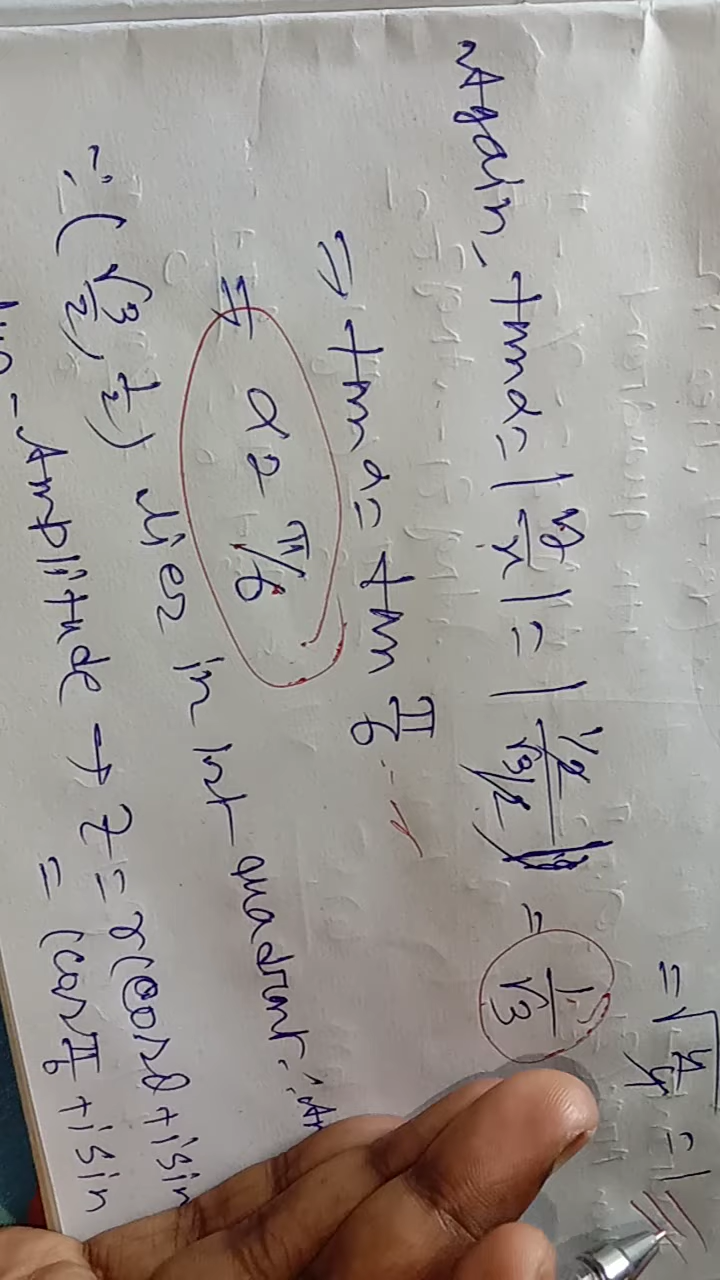 = √4/4 = 1
Again, tan α = |y/x| = |1/2 / √3/2| = 1/√3
⇒ tan α = tan π/6
⇒ α = π/6
∵ (√3/2, 1/2) lies in 1st quadrant.
- Amplitude → z = r(cosθ + i sin
= (cos π/6 + i sin